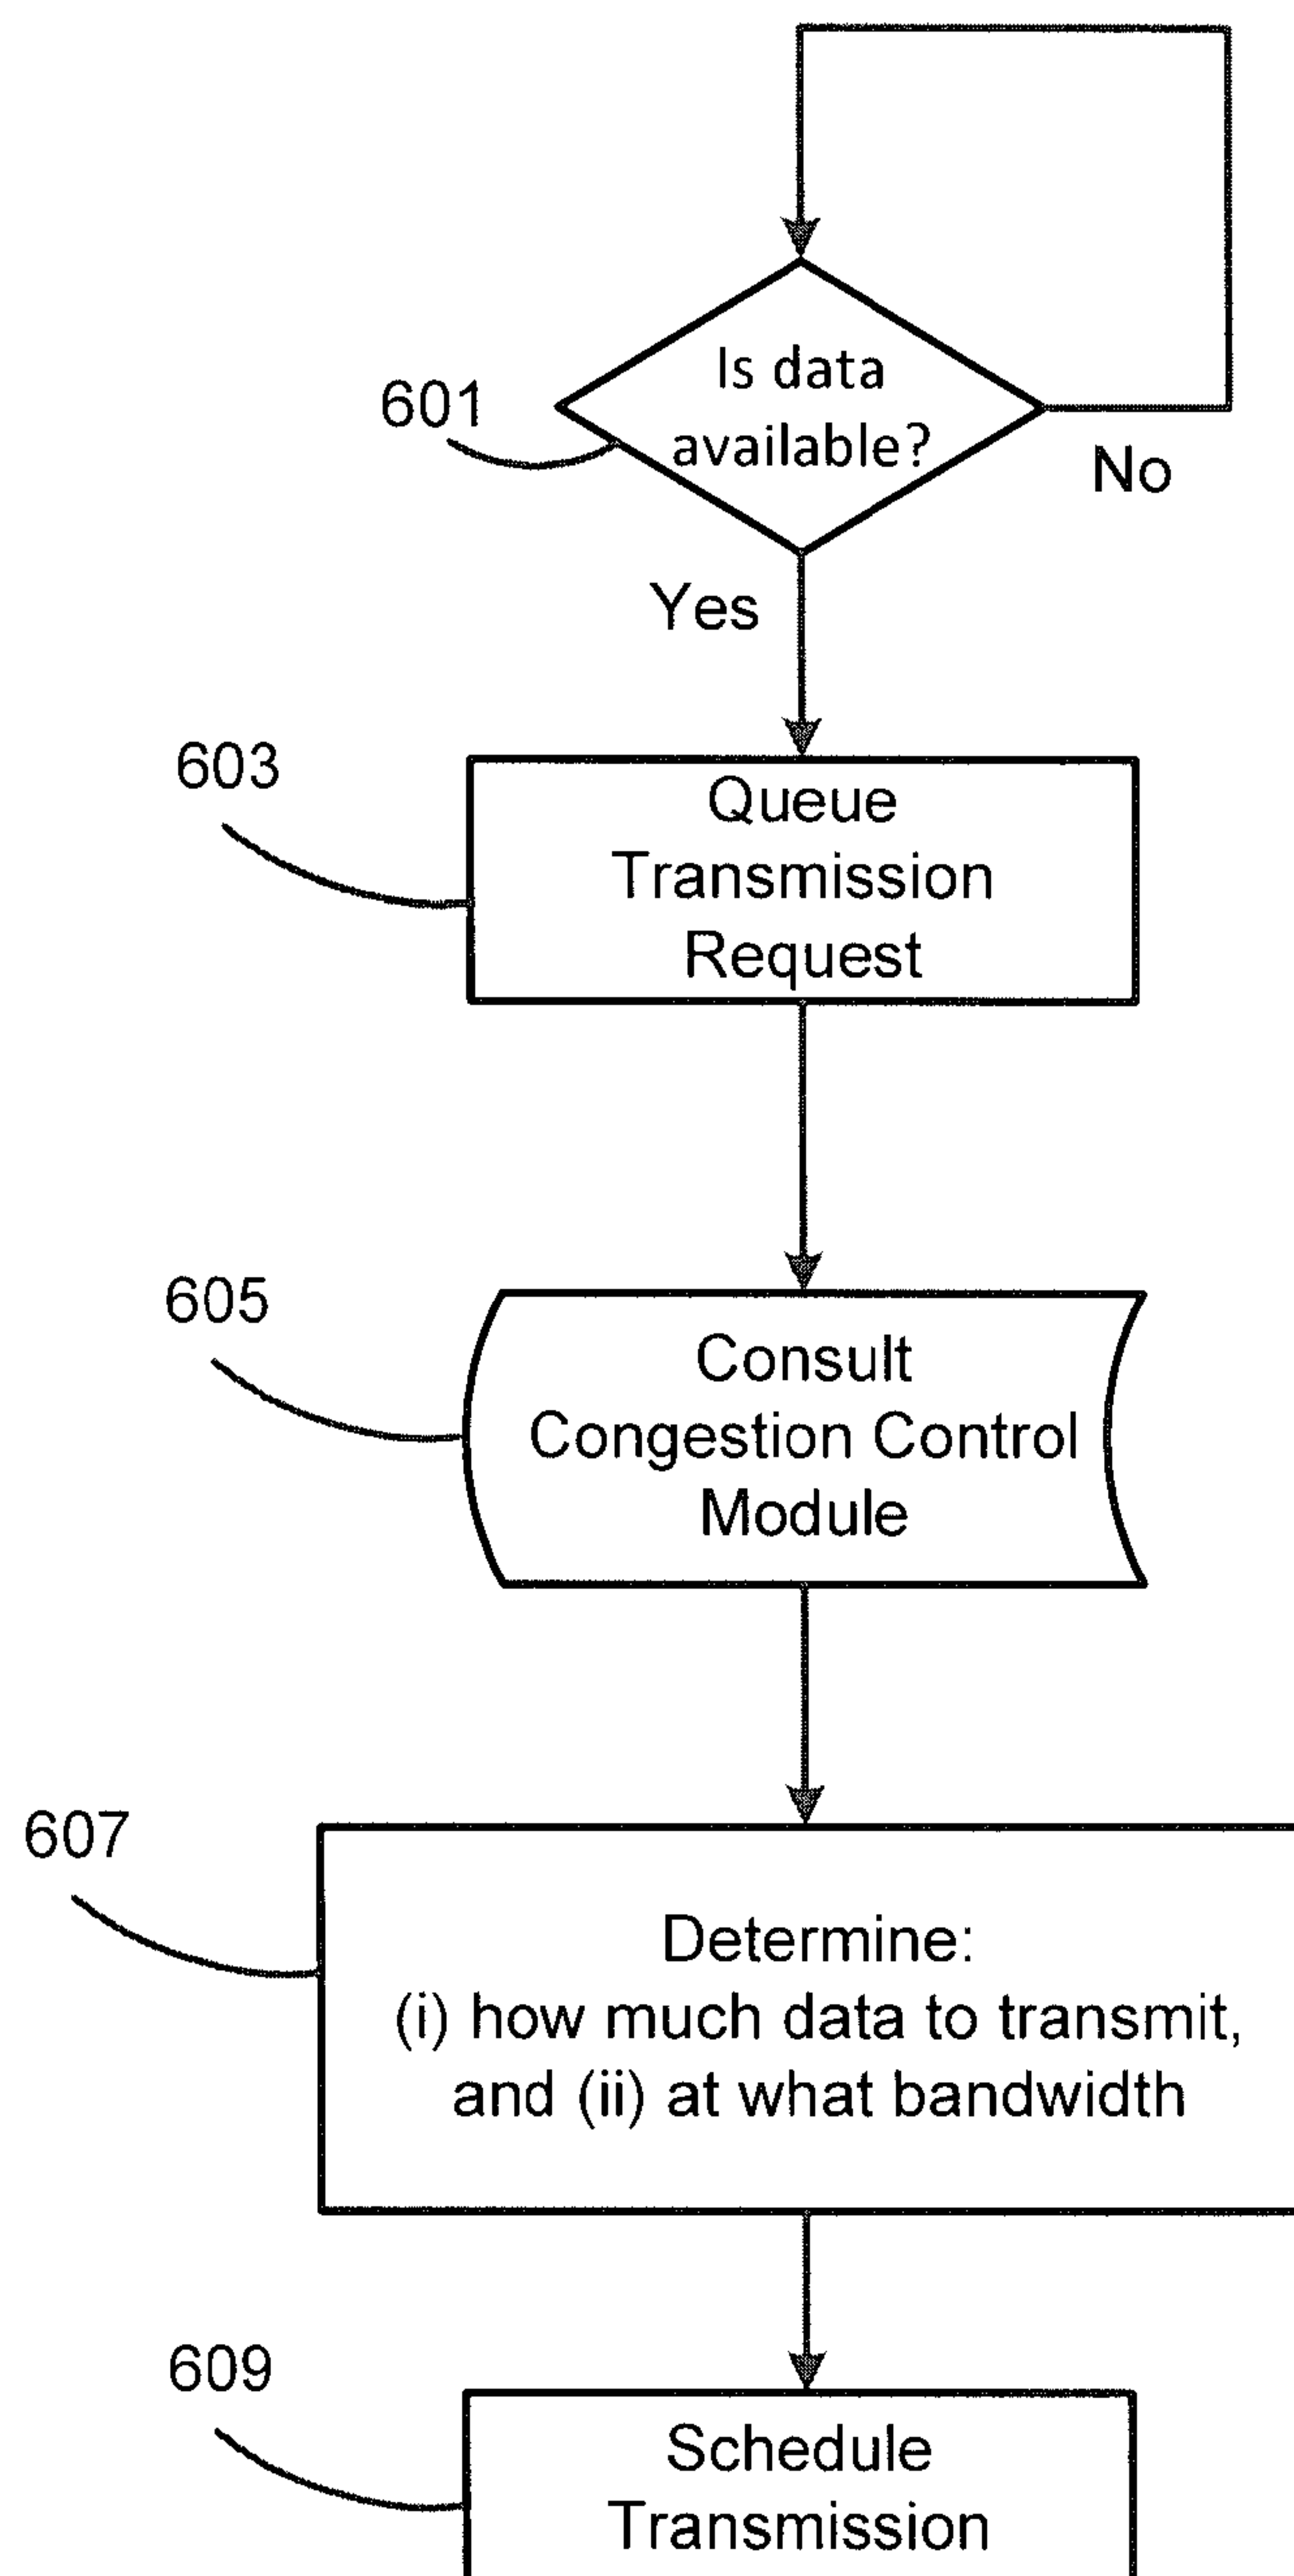 Is data
available?
601
No
Yes
603
Queue
Transmission
Request
605
Consult
Congestion Control
Module
607
Determine:
(i) how much data to transmit,
and (ii) at what bandwidth
609
Schedule
Transmission